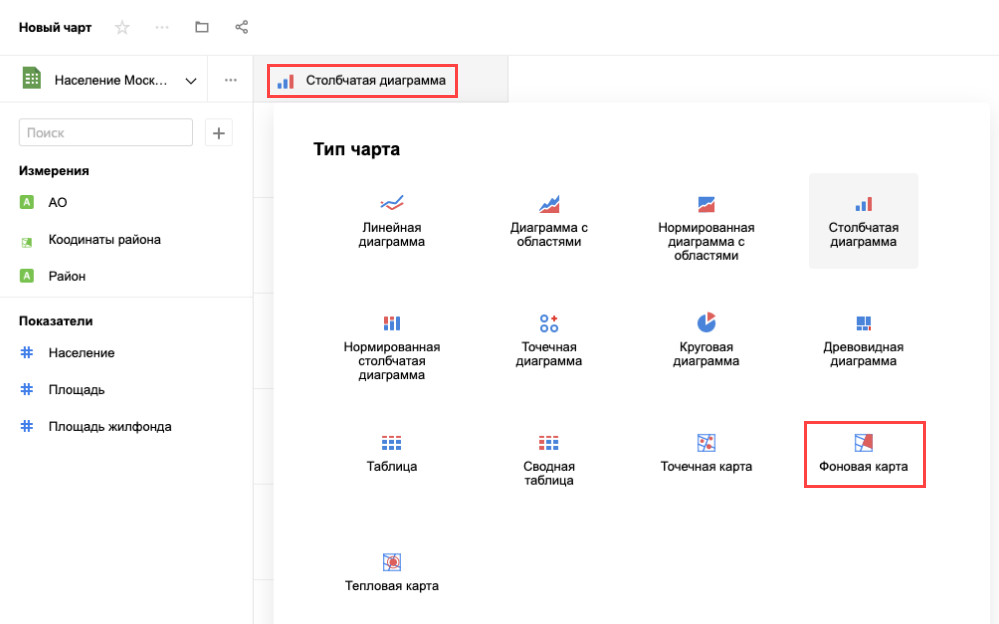 Новый чарт
Население Моск...
Столбчатая диаграмма
Поиск
Измерения
A АО
Коодинаты района
A Район
Показатели
# Население
# Площадь
# Площадь жилфонда
Тип чарта
Линейная
диаграмма
Диаграмма с
областями
Нормированная
диаграмма с
областями
Столбчатая
диаграмма
Нормированная
столбчатая
диаграмма
Точечная
диаграмма
Круговая
диаграмма
Древовидная
диаграмма
Таблица
Сводная
таблица
Точечная карта
Фоновая карта
Тепловая карта